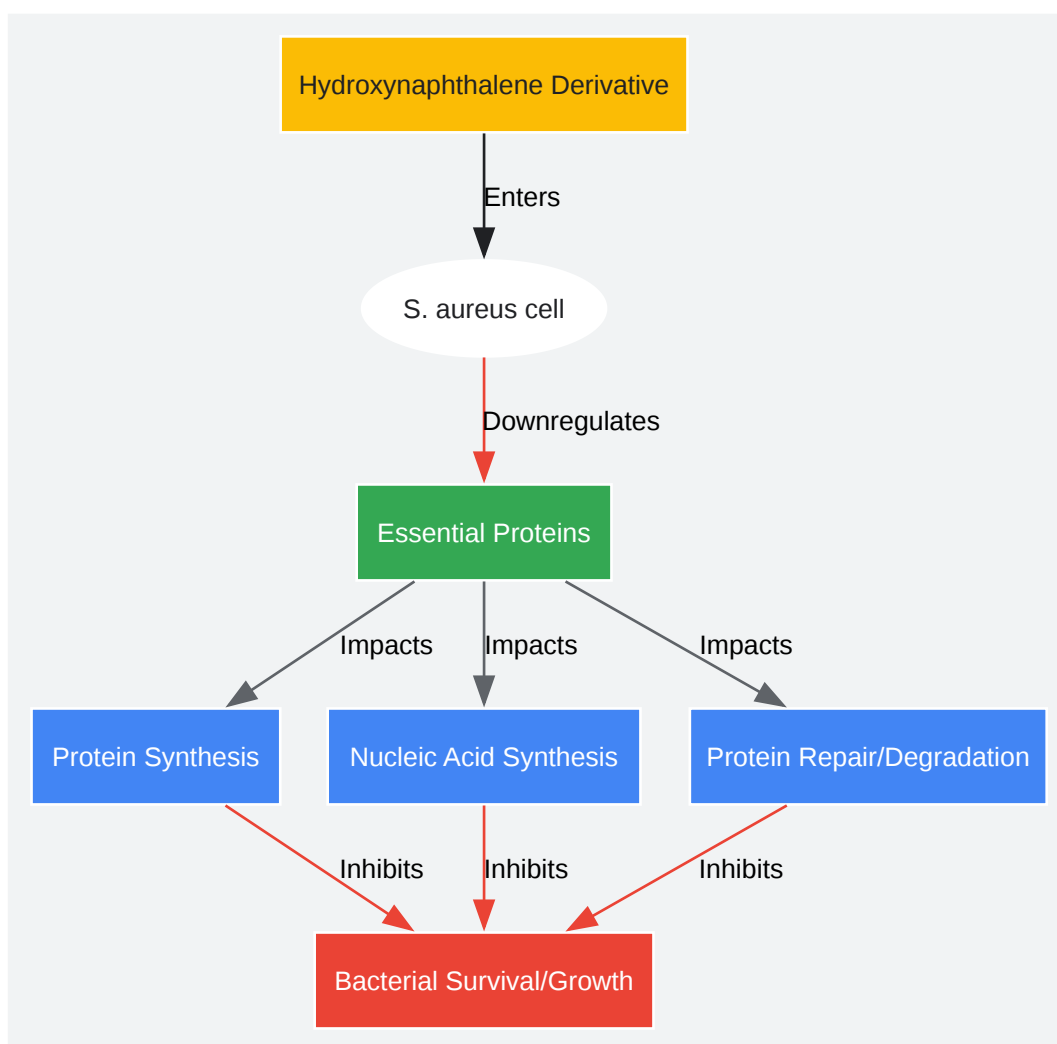 Hydroxynaphthalene Derivative
Enters
S. aureus cell
Downregulates
Essential Proteins
Impacts
Impacts
Impacts
Protein Synthesis
Nucleic Acid Synthesis
Protein Repair/Degradation
Inhibits
Inhibits
Inhibits
Bacterial Survival/Growth